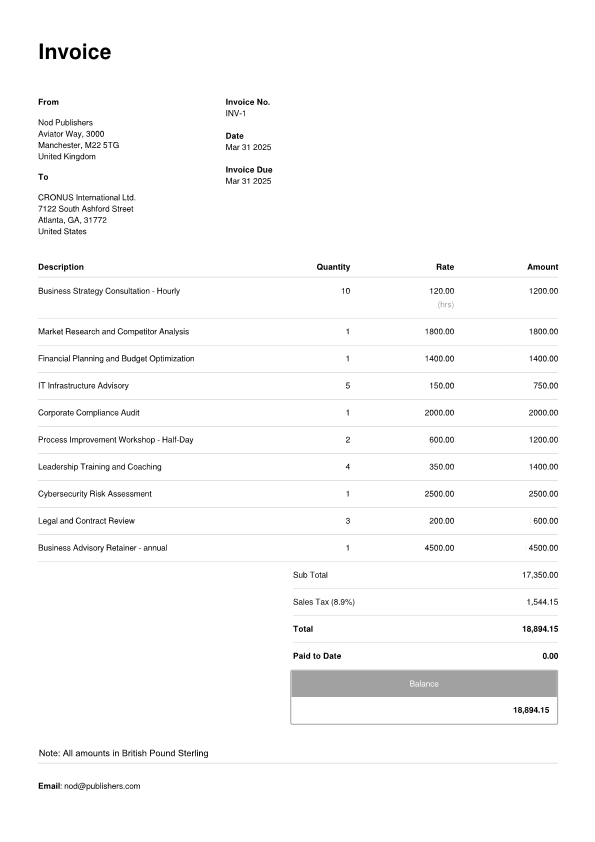 Invoice
From
Nod Publishers
Aviator Way, 3000
Manchester, M22 5TG
United Kingdom
To
CRONUS International Ltd.
7122 South Ashford Street
Atlanta, GA, 31772
United States
Invoice No.
INV-1
Date
Mar 31 2025
Invoice Due
Mar 31 2025
Description Quantity Rate Amount
Business Strategy Consultation - Hourly 10 120.00 1200.00
(hrs)
Market Research and Competitor Analysis 1 1800.00 1800.00
Financial Planning and Budget Optimization 1 1400.00 1400.00
IT Infrastructure Advisory 5 150.00 750.00
Corporate Compliance Audit 1 2000.00 2000.00
Process Improvement Workshop - Half-Day 2 600.00 1200.00
Leadership Training and Coaching 4 350.00 1400.00
Cybersecurity Risk Assessment 1 2500.00 2500.00
Legal and Contract Review 3 200.00 600.00
Business Advisory Retainer - annual 1 4500.00 4500.00
Sub Total 17,350.00
Sales Tax (8.9%) 1,544.15
Total 18,894.15
Paid to Date 0.00
Balance
18,894.15
Note: All amounts in British Pound Sterling
Email: nod@publishers.com